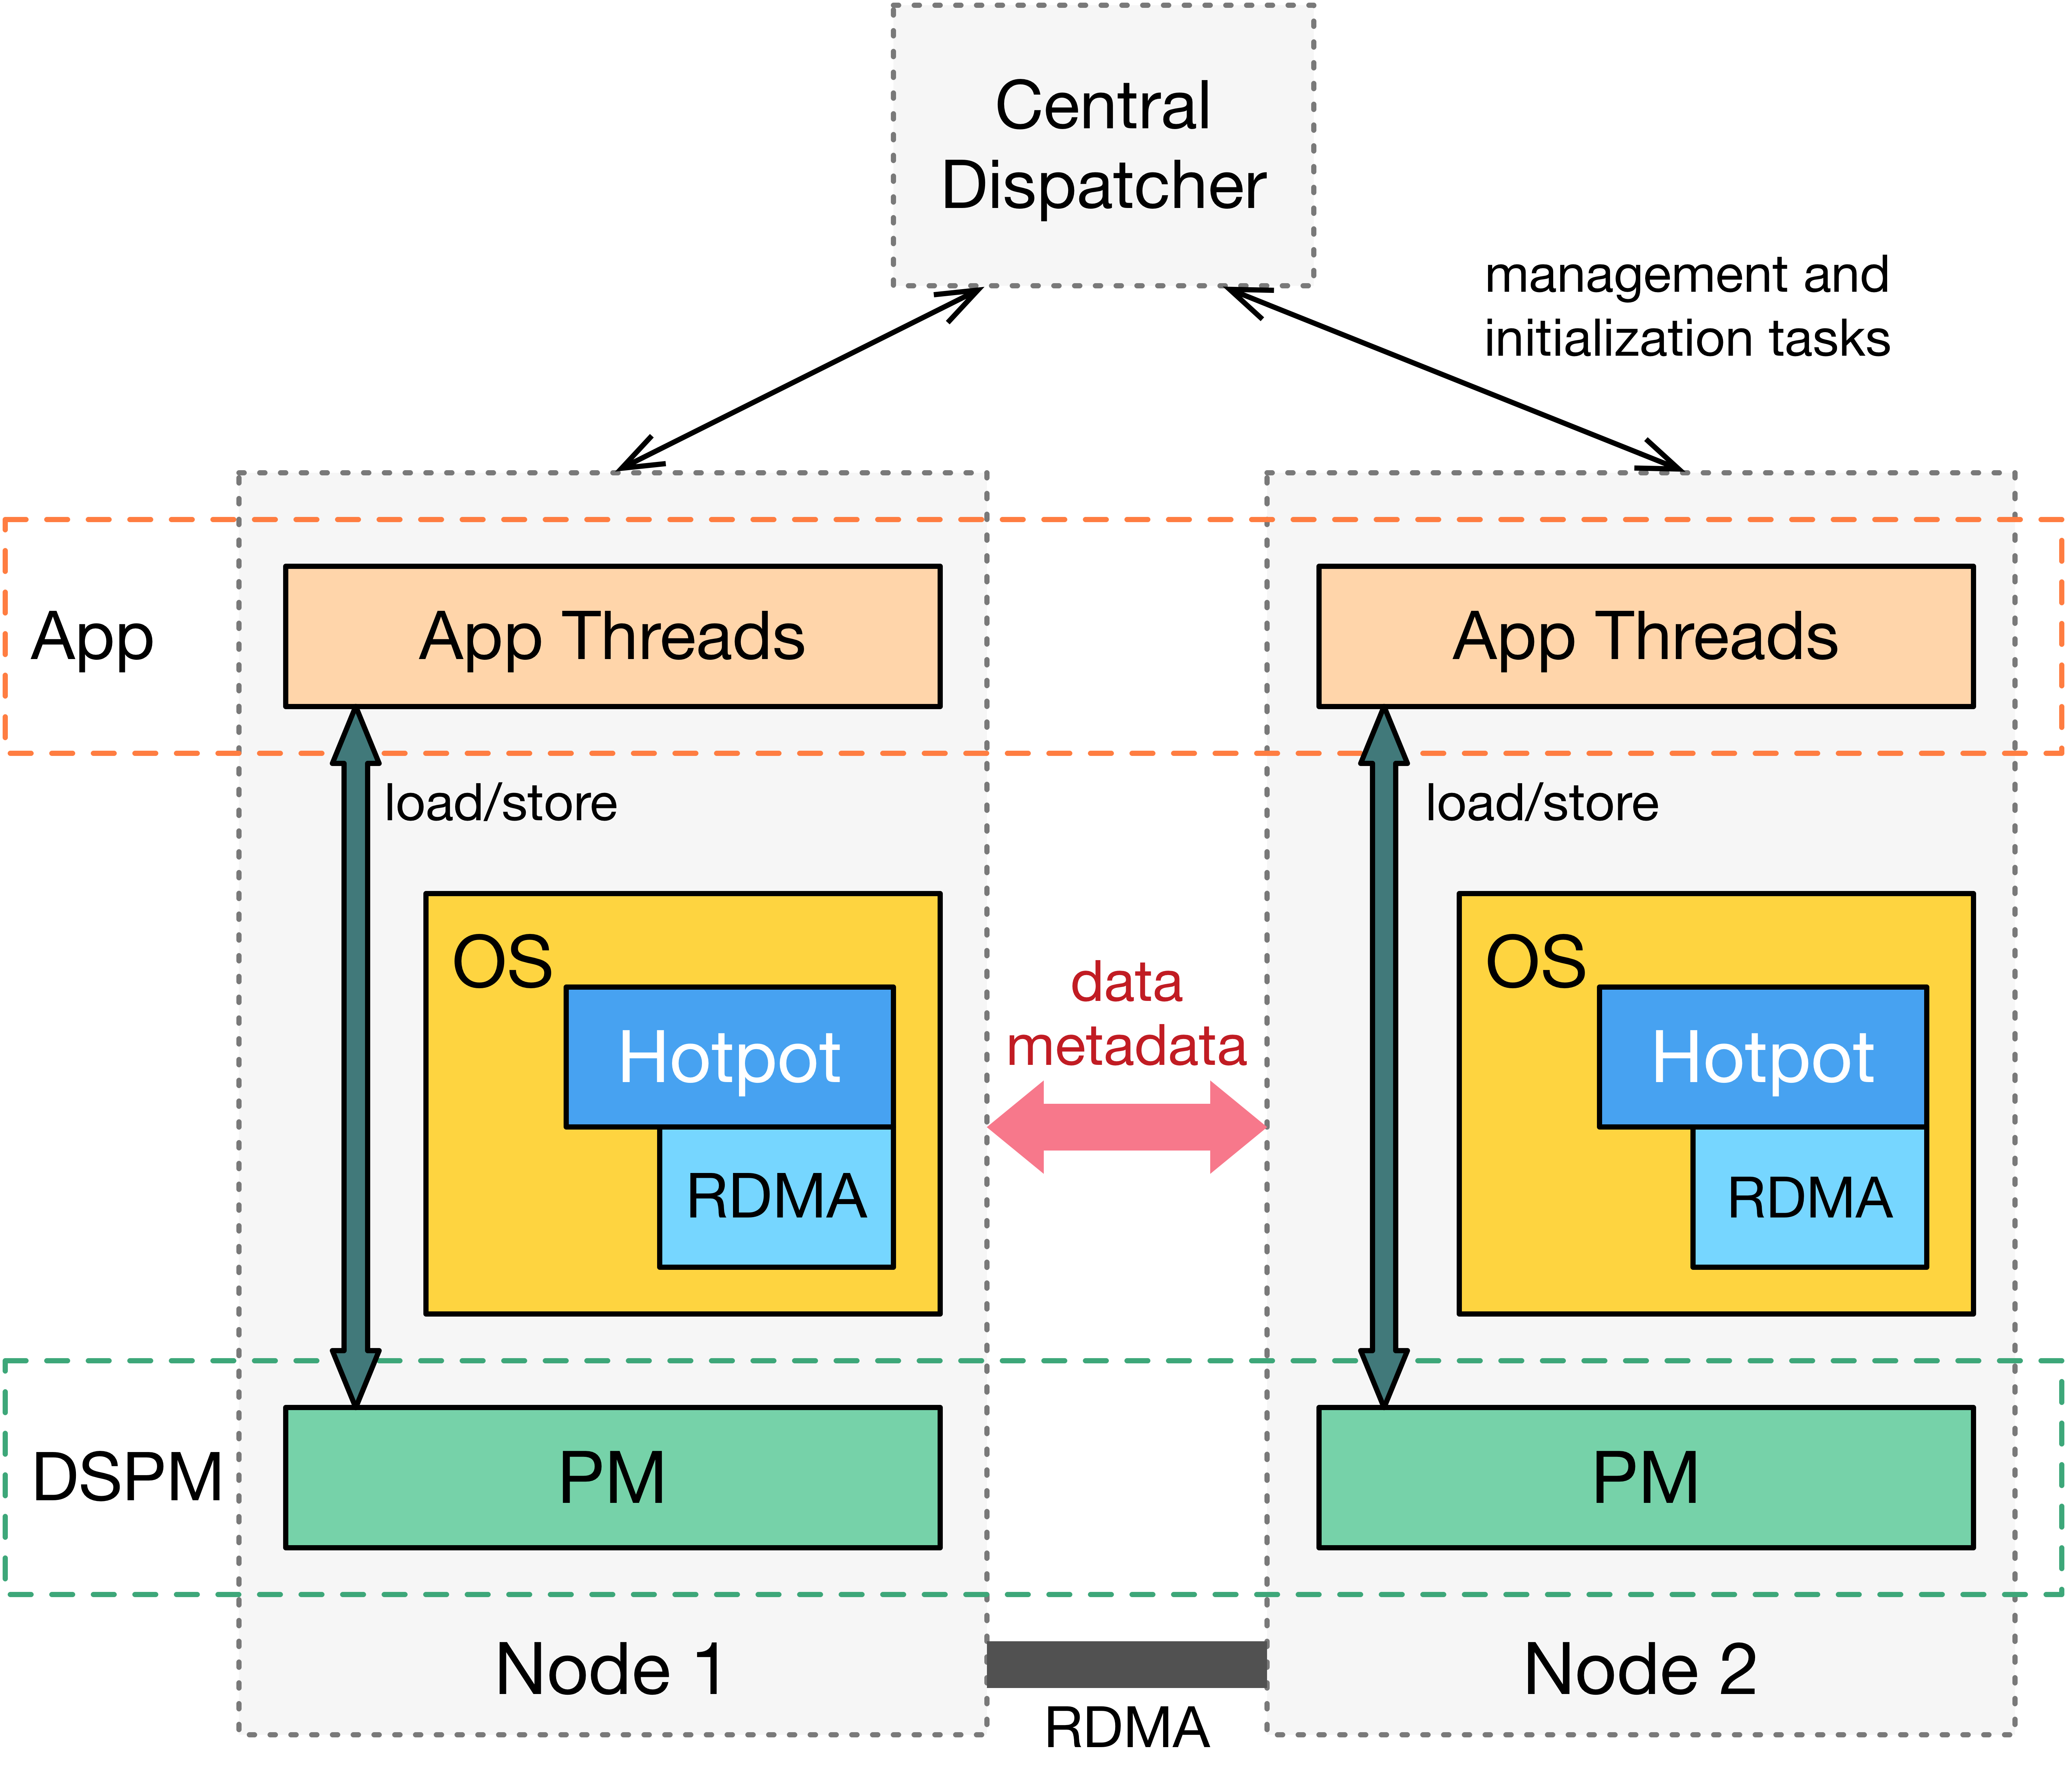 Central
Dispatcher
management and
initialization tasks
App
App Threads
App Threads
load/store
load/store
OS
Hotpot
RDMA
data
metadata
OS
Hotpot
RDMA
DSPM
PM
PM
Node 1
RDMA
Node 2